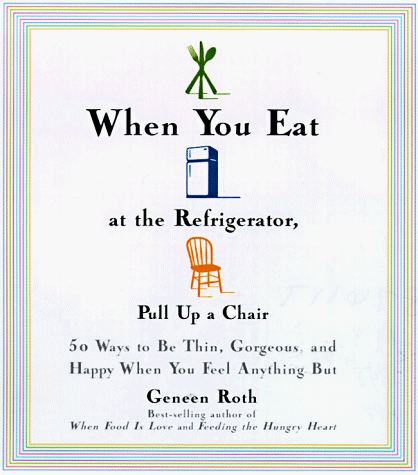 When You Eat
at the Refrigerator,
Pull Up a Chair
50 Ways to Be Thin, Gorgeous, and
Happy When You Feel Anything But
Geneen Roth
Best-selling author of
When Food Is Love and Feeding the Hungry Heart